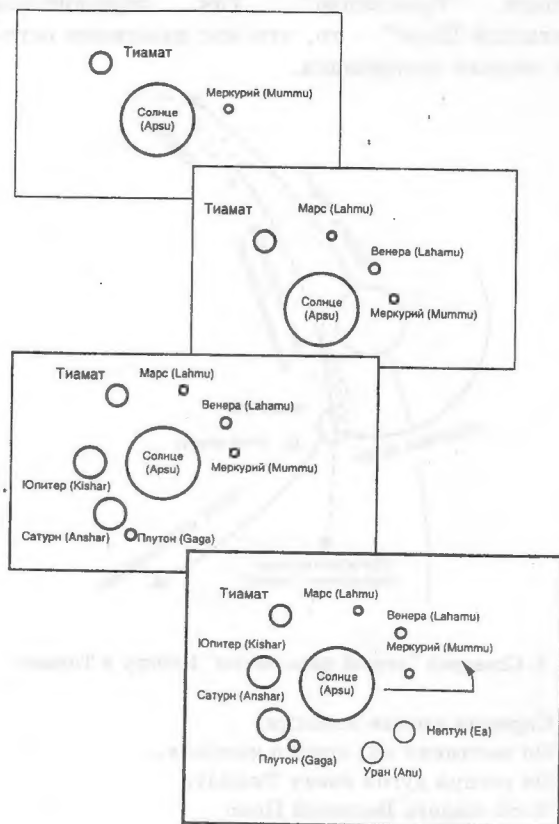 Тиамат
Меркурий (Mummu)
Солнце
(Apsu)
Тиамат
Марс (Lahmu)
Венера (Lahamu)
Солнце
(Apsu)
Меркурий (Mummu)
Тиамат
Марс (Lahmu)
Венера (Lahamu)
Солнце
(Apsu)
Меркурий (Mummu)
Юпитер (Kishar)
Сатурн (Anshar)
Плутон (Gaga)
Тиамат
Марс (Lahmu)
Венера (Lahamu)
Юпитер (Kishar)
Меркурий (Mummu)
Солнце
(Apsu)
Сатурн (Anshar)
Нептун (Ea)
Плутон (Gaga)
Уран (Anu)